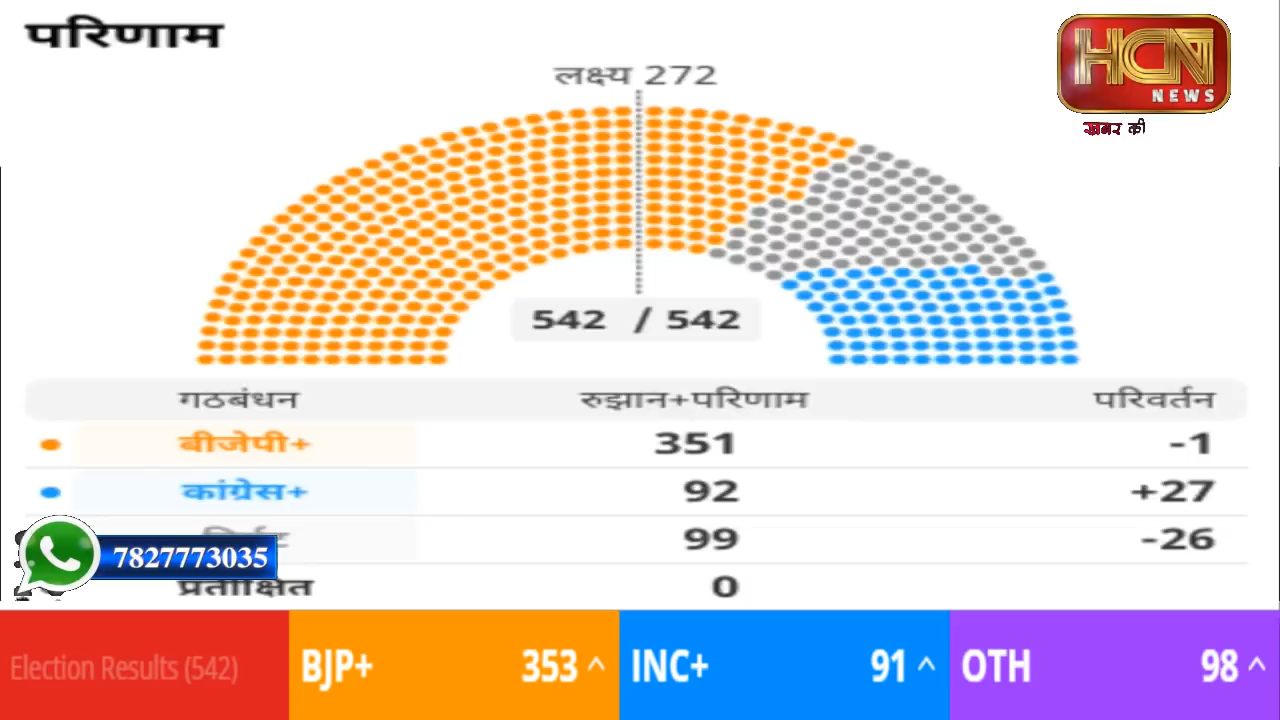 परिणाम
HCN
NEWS
ख़बर की
लक्ष्य 272
542 / 542
गठबंधन रुझान+परिणाम परिवर्तन
बीजेपी+ 351 -1
कांग्रेस+ 92 +27
99 -26
7827773035
प्रतीक्षित 0
Election Results (542) BJP+ 353 ^ INC+ 91 ^ OTH 98 ^